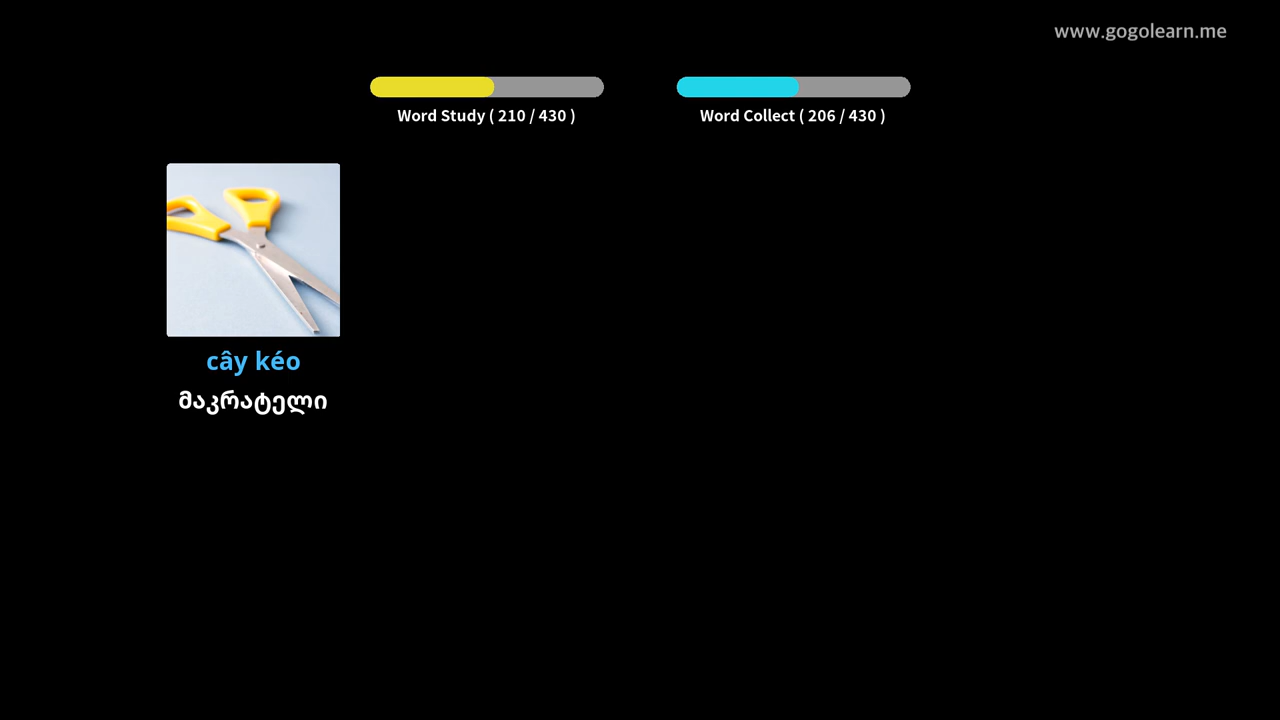 www.gogolearn.me
Word Study ( 210 / 430 )
Word Collect ( 206 / 430 )
cây kéo
მაკრატელი